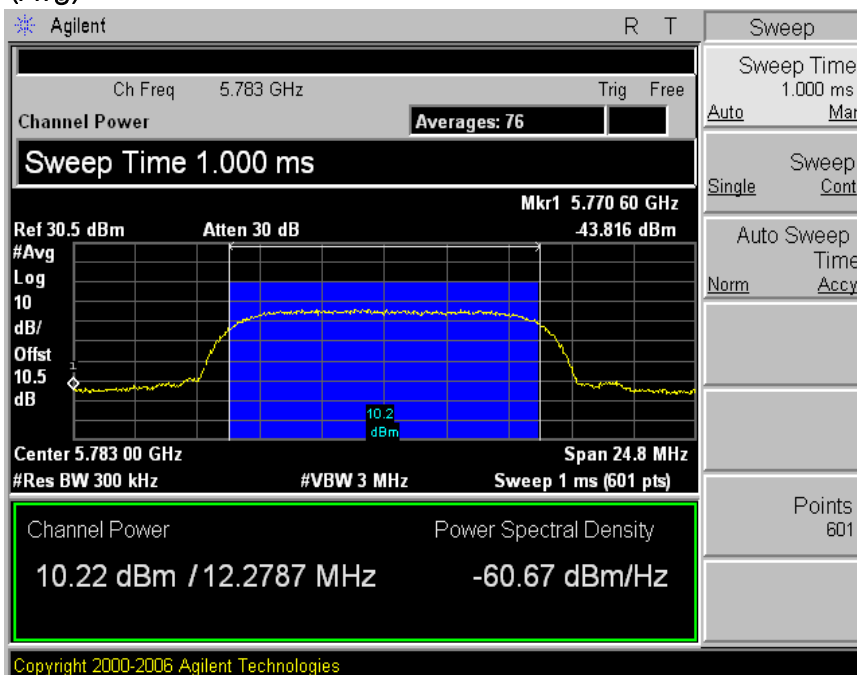 Agilent R T Sweep
Ch Freq 5.783 GHz Trig Free
Channel Power Averages: 76
Sweep Time 1.000 ms
Mkr1 5.770 60 GHz
Ref 30.5 dBm Atten 30 dB -43.816 dBm
#Avg
Log
10
dB/
Offst
10.5
dB
1
10.2
dBm
Center 5.783 00 GHz Span 24.8 MHz
#Res BW 300 kHz #VBW 3 MHz Sweep 1 ms (601 pts)
Channel Power Power Spectral Density
10.22 dBm / 12.2787 MHz -60.67 dBm/Hz
Sweep Time
1.000 ms
Auto Mar
Sweep
Single Cont
Auto Sweep
Time
Norm Accy
Points
601
Copyright 2000-2006 Agilent Technologies